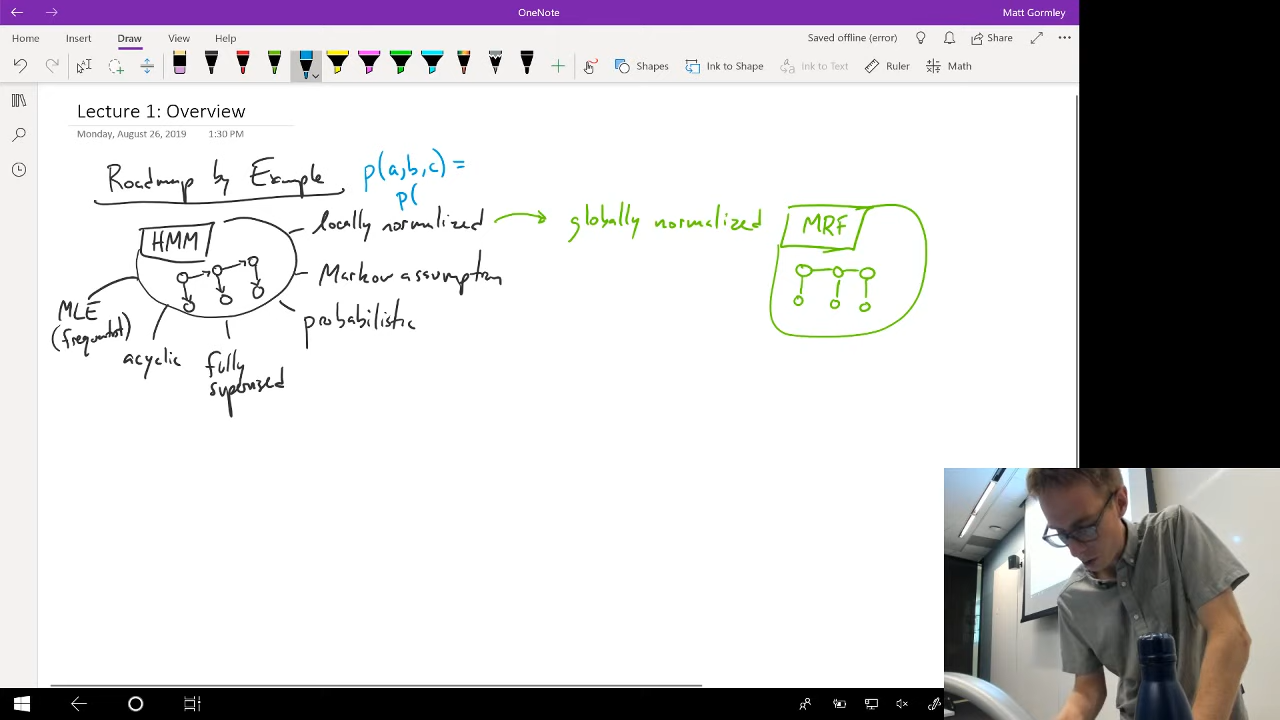 OneNote
Matt Gormley
Home Insert Draw View Help
Saved offline (error)
Share
Shapes
Ink to Shape
Ink to Text
Ruler
Math
Lecture 1: Overview
Monday, August 26, 2019 1:30 PM
Roadmap by Example
p(a,b,c) =
p(
locally normalized
globally normalized
MRF
HMM
Markov assumption
MLE
(frequentist)
probabilistic
acyclic
fully
supervised